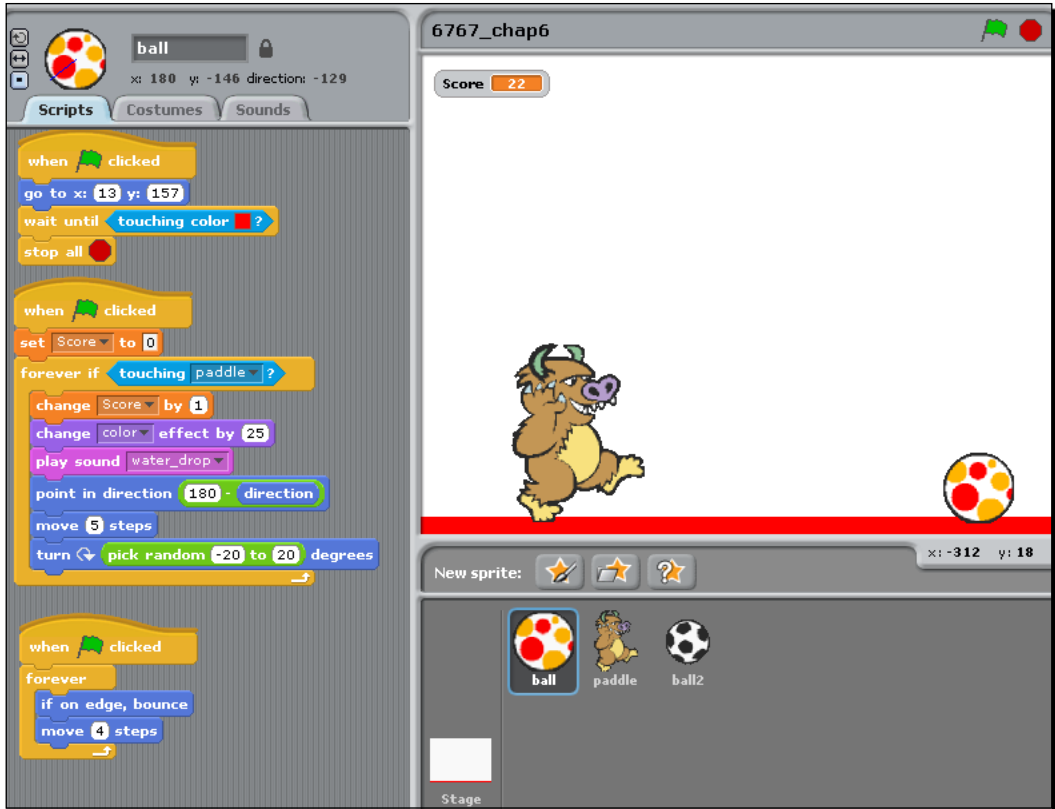 ball
x: 180 y: -146 direction: -129
Scripts Costumes Sounds
when clicked
go to x: 13 y: 157
wait until touching color ?
stop all
when clicked
set Score to 0
forever if touching paddle ?
change Score by 1
change color effect by 25
play sound water_drop
point in direction 180 - direction
move 5 steps
turn pick random -20 to 20 degrees
when clicked
forever
if on edge, bounce
move 4 steps
6767_chap6
Score 22
x: -312 y: 18
New sprite:
ball paddle ball2
Stage